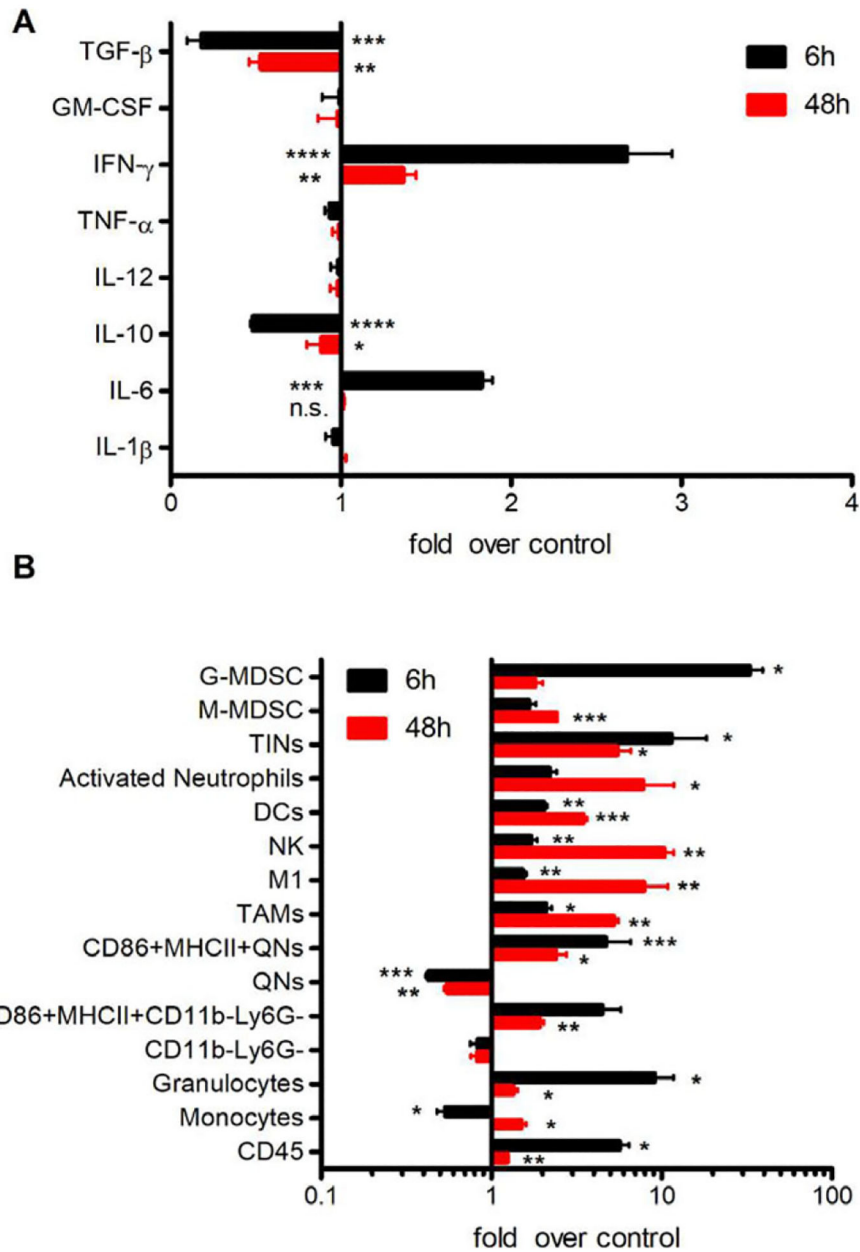 A
TGF-β *** 6h
** 48h
GM-CSF
IFN-γ ****
**
TNF-α
IL-12
IL-10 ****
*
IL-6 ***
n.s.
IL-1β
0 1 2 3 4
fold over control
B
G-MDSC 6h *
M-MDSC 48h ***
TINs *
*
Activated Neutrophils *
DCs **
***
NK **
**
M1 **
**
TAMs *
**
CD86+MHCII+QNs ***
*
QNs ***
**
D86+MHCII+CD11b-Ly6G- **
CD11b-Ly6G-
Granulocytes *
*
Monocytes * *
CD45 *
**
0.1 1 10 100
fold over control